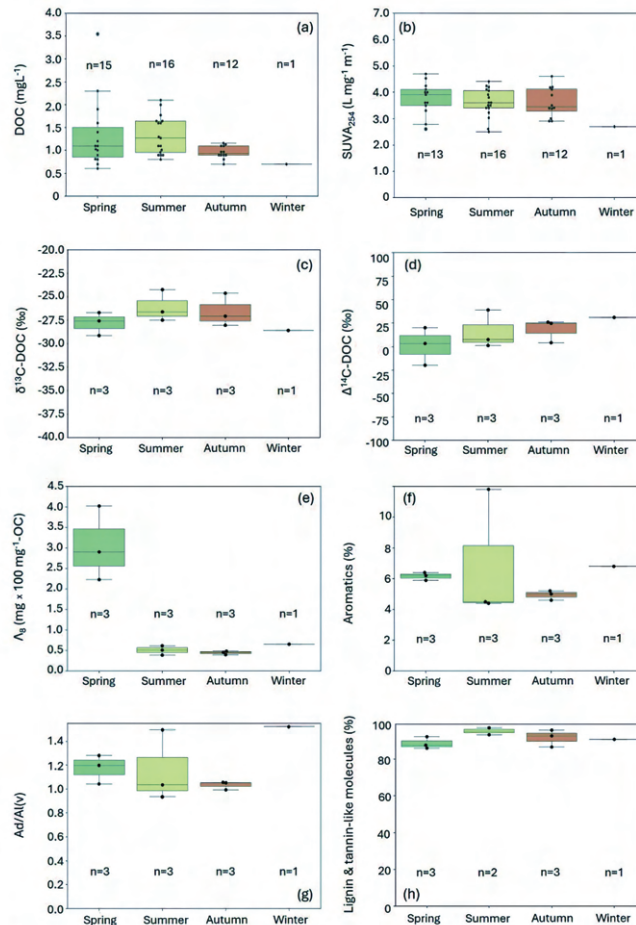 (a)
DOC (mgL⁻¹)
4.0
3.5
3.0
2.5
2.0
1.5
1.0
0.5
0
n=15 n=16 n=12 n=1
Spring Summer Autumn Winter
(b)
SUVA₂₅₄ (L mg⁻¹ m⁻¹)
7.0
6.0
5.0
4.0
3.0
2.0
1.0
0
n=13 n=16 n=12 n=1
Spring Summer Autumn Winter
(c)
δ¹³C-DOC (‰)
-20.0
-22.5
-25.0
-27.5
-30.0
-32.5
-35.0
-37.5
-40.0
n=3 n=3 n=3 n=1
Spring Summer Autumn Winter
(d)
Δ¹⁴C-DOC (‰)
100
75
50
25
0
-25
-50
-75
-100
n=3 n=3 n=3 n=1
Spring Summer Autumn Winter
(e)
Λ₈ (mg x 100 mg⁻¹-OC)
4.5
4.0
3.5
3.0
2.5
2.0
1.5
1.0
0.5
0.0
n=3 n=3 n=3 n=1
Spring Summer Autumn Winter
(f)
Aromatics (%)
10
8
6
4
2
0
n=3 n=3 n=3 n=1
Spring Summer Autumn Winter
Ad/Al(v)
1.4
1.2
1.0
0.8
0.6
0.4
0.2
0.0
n=3 n=3 n=3 n=1
(g)
Spring Summer Autumn Winter
Lignin & tannin-like molecules (%)
100
80
60
40
20
0
n=3 n=2 n=3 n=1
(h)
Spring Summer Autumn Winter